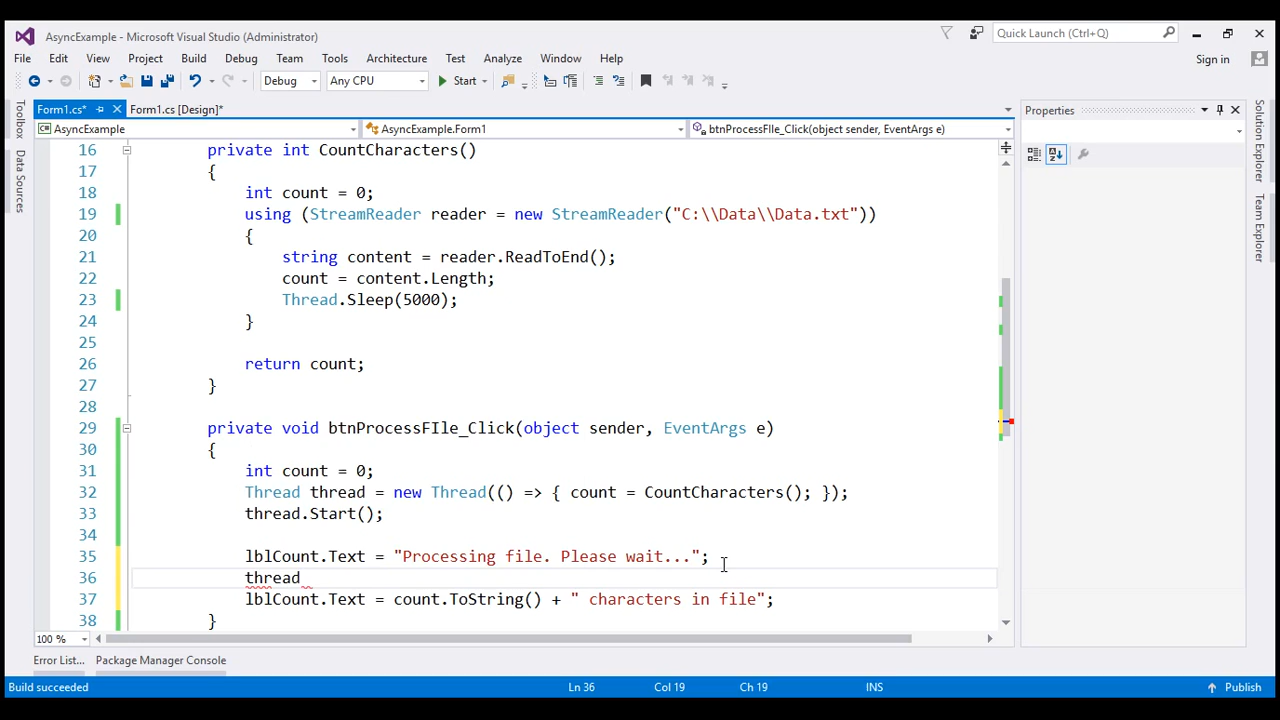 AsyncExample - Microsoft Visual Studio (Administrator)
Quick Launch (Ctrl+Q)
File Edit View Project Build Debug Team Tools Architecture Test Analyze Window Help
Sign in
Debug Any CPU Start
Toolbox
Data Sources
Form1.cs*
Form1.cs [Design]*
AsyncExample
AsyncExample.Form1
btnProcessFIle_Click(object sender, EventArgs e)
16 private int CountCharacters()
17 {
18 int count = 0;
19 using (StreamReader reader = new StreamReader("C:\\Data\\Data.txt"))
20 {
21 string content = reader.ReadToEnd();
22 count = content.Length;
23 Thread.Sleep(5000);
24 }
25
26 return count;
27 }
28
29 private void btnProcessFIle_Click(object sender, EventArgs e)
30 {
31 int count = 0;
32 Thread thread = new Thread(() => { count = CountCharacters(); });
33 thread.Start();
34
35 lblCount.Text = "Processing file. Please wait...";
36 thread
37 lblCount.Text = count.ToString() + " characters in file";
38 }
100 %
Properties
Solution Explorer
Team Explorer
Error List...
Package Manager Console
Build succeeded
Ln 36
Col 19
Ch 19
INS
Publish